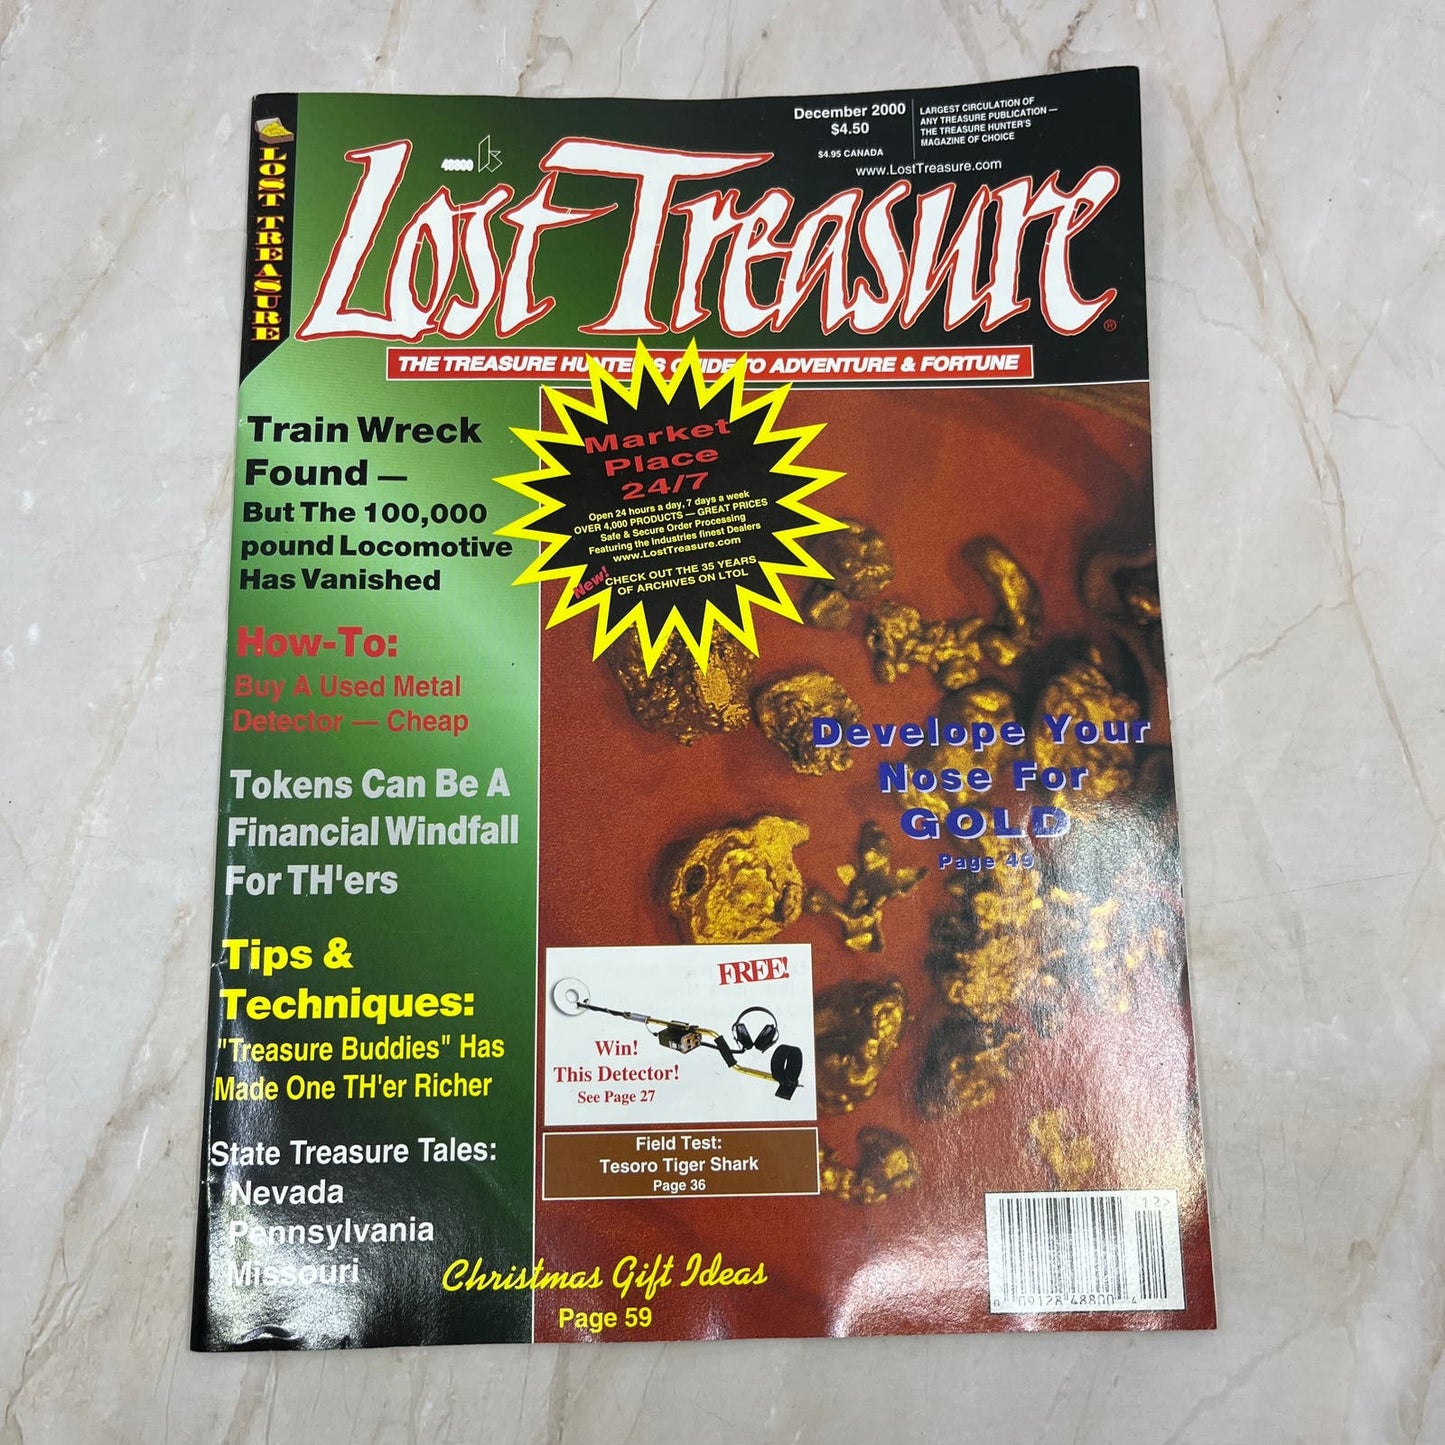 LOST TREASURE
48800
December 2000
$4.50
$4.95 CANADA
LARGEST CIRCULATION OF
ANY TREASURE PUBLICATION —
THE TREASURE HUNTER'S
MAGAZINE OF CHOICE
www.LostTreasure.com
Lost Treasure®
THE TREASURE HUNTER'S GUIDE TO ADVENTURE & FORTUNE
Train Wreck
Found —
But The 100,000
pound Locomotive
Has Vanished
How-To:
Buy A Used Metal
Detector — Cheap
Tokens Can Be A
Financial Windfall
For TH'ers
Tips &
Techniques:
"Treasure Buddies" Has
Made One TH'er Richer
State Treasure Tales:
Nevada
Pennsylvania
Missouri
Market
Place
24/7
Open 24 hours a day, 7 days a week
OVER 4,000 PRODUCTS — GREAT PRICES
Safe & Secure Order Processing
Featuring the Industries finest Dealers
www.LostTreasure.com
New!
CHECK OUT THE 35 YEARS
OF ARCHIVES ON LTOL
Develope Your
Nose For
GOLD
Page 49
FREE!
Win!
This Detector!
See Page 27
Field Test:
Tesoro Tiger Shark
Page 36
Christmas Gift Ideas
Page 59
12>
0 09128 48800 4